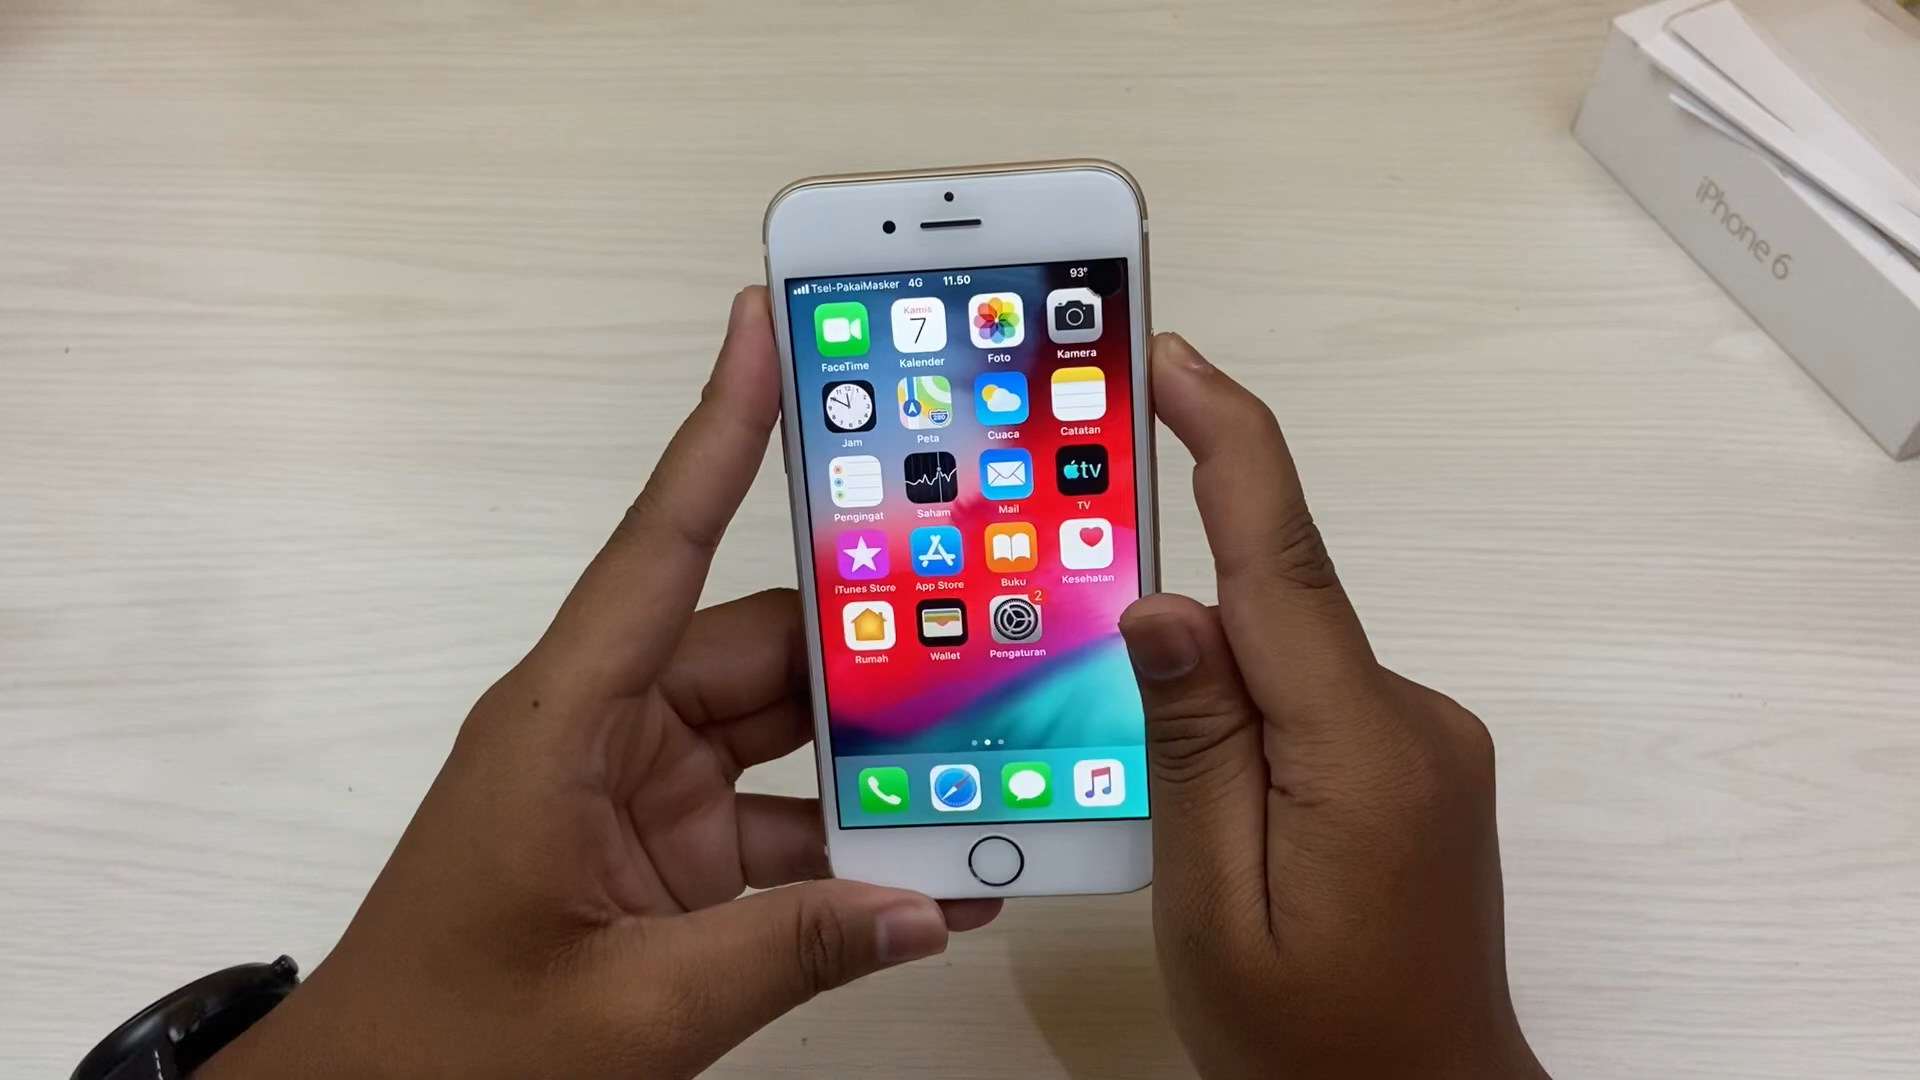 Tsel-PakaiMasker 4G 11.50 93°
FaceTime
Kamis
7
Kalender
Foto
Kamera
Jam
280
Peta
Cuaca
Catatan
Pengingat
Saham
Mail
tv
TV
iTunes Store
App Store
Buku
Kesehatan
Rumah
Wallet
2
Pengaturan
iPhone 6